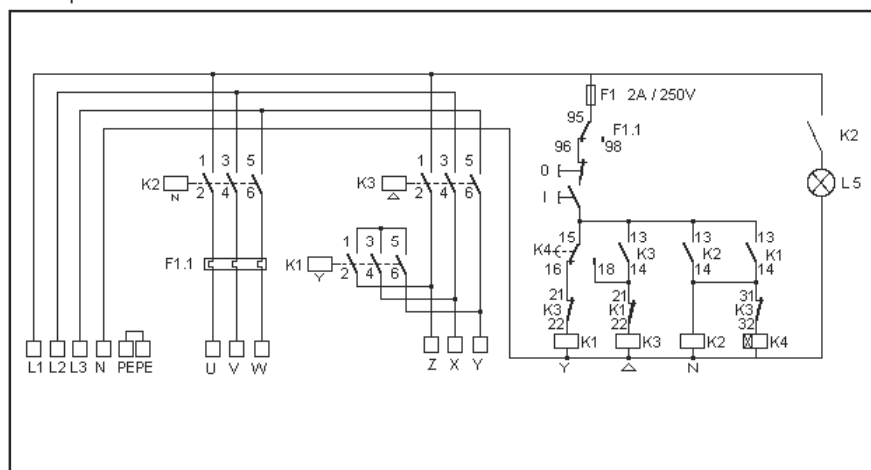 F1 2A / 250V
95
F1.1
96 98
K2
0
L5
I
1 3 5
K2
N
2 4 6
1 3 5
K3
△
2 4 6
15 13 13 13
K4 K3 K2 K1
16 18 14 14 14
1 3 5
K1
Y
2 4 6
F1.1
21 21 31
K3 K1 K3
22 22 32
K1 K3 K2 K4
Y △ N
L1 L2 L3 N PE PE U V W Z X Y